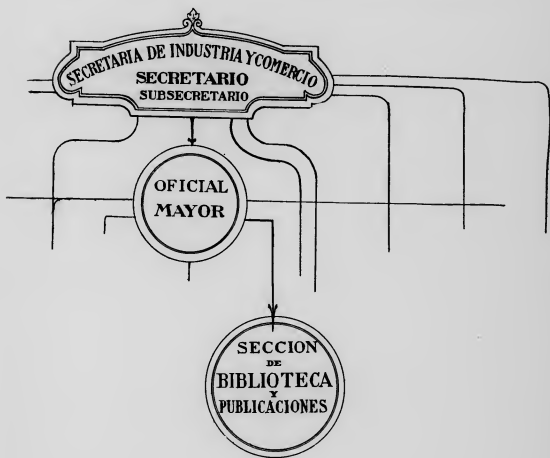 SECRETARIA DE INDUSTRIA Y COMERCIO
SECRETARIO
SUBSECRETARIO
OFICIAL
MAYOR
SECCION
DE
BIBLIOTECA
Y
PUBLICACIONES